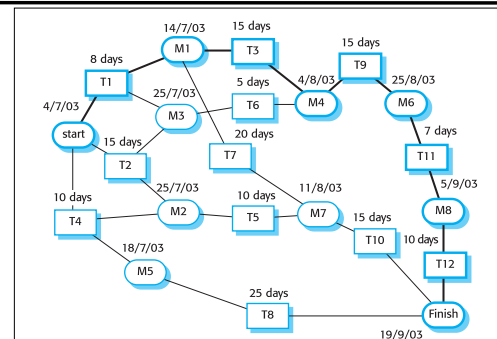 14/7/03
15 days
8 days
M1
T3
15 days
T9
4/7/03
T1
25/7/03
5 days
4/8/03
25/8/03
start
M3
T6
M4
M6
15 days
20 days
7 days
T2
T7
T11
10 days
25/7/03
10 days
11/8/03
5/9/03
T4
M2
T5
M7
15 days
M8
18/7/03
T10
10 days
M5
T12
25 days
T8
Finish
19/9/03